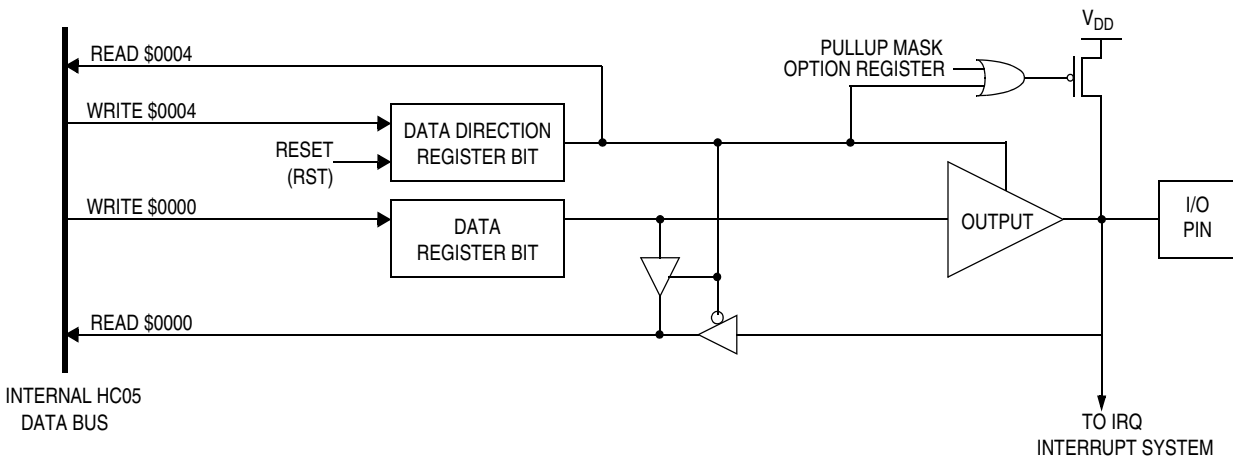 V_DD
READ $0004
PULLUP MASK
OPTION REGISTER
WRITE $0004
DATA DIRECTION
REGISTER BIT
RESET
(RST)
WRITE $0000
DATA
REGISTER BIT
OUTPUT
I/O
PIN
READ $0000
INTERNAL HC05
DATA BUS
TO IRQ
INTERRUPT SYSTEM